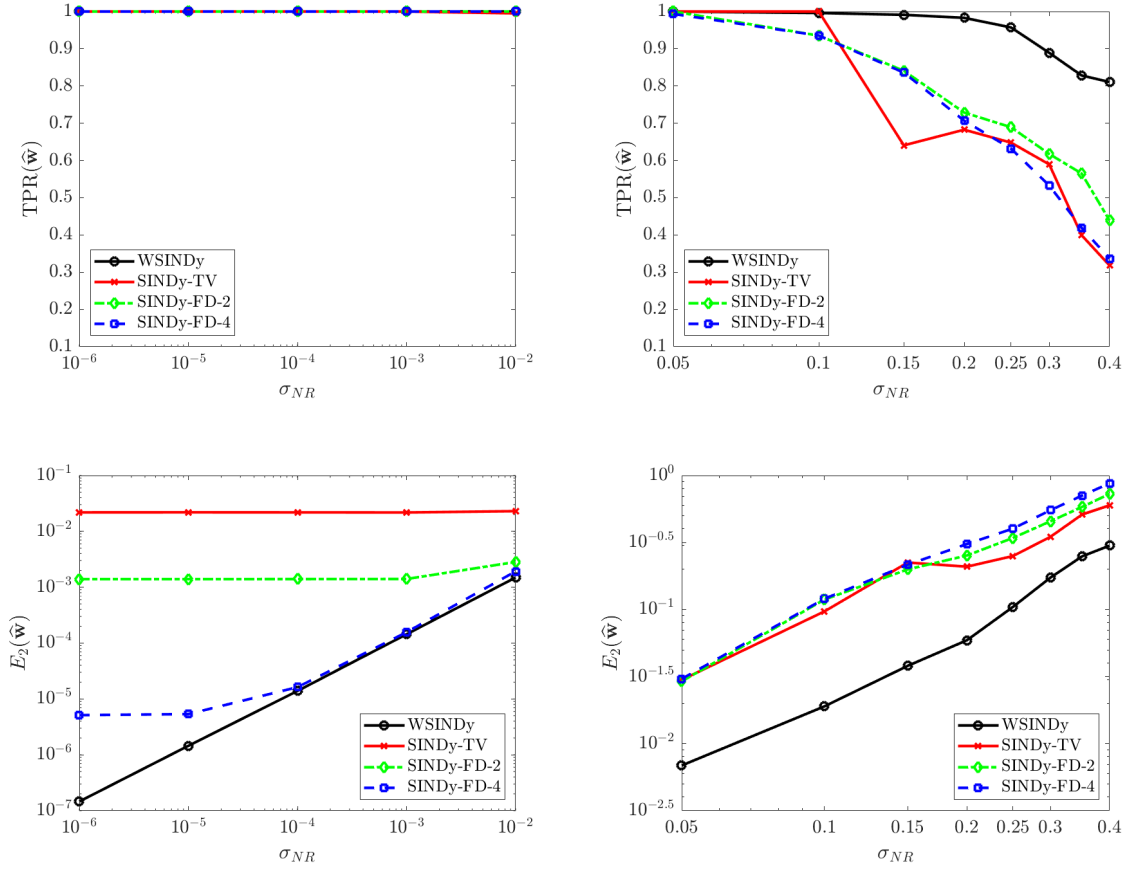 1
0.9
0.8
0.7
0.6
0.5
0.4
0.3
0.2
0.1
TPR(ŵ)
WSINDy
SINDy-TV
SINDy-FD-2
SINDy-FD-4
10⁻⁶
10⁻⁵
10⁻⁴
10⁻³
10⁻²
σ_NR
1
0.9
0.8
0.7
0.6
0.5
0.4
0.3
0.2
0.1
TPR(ŵ)
WSINDy
SINDy-TV
SINDy-FD-2
SINDy-FD-4
0.05
0.1
0.15
0.2
0.25
0.3
0.4
σ_NR
10⁻¹
10⁻²
10⁻³
10⁻⁴
10⁻⁵
10⁻⁶
10⁻⁷
E₂(ŵ)
WSINDy
SINDy-TV
SINDy-FD-2
SINDy-FD-4
10⁻⁶
10⁻⁵
10⁻⁴
10⁻³
10⁻²
σ_NR
10⁰
10⁻⁰·⁵
10⁻¹
10⁻¹·⁵
10⁻²
10⁻²·⁵
E₂(ŵ)
WSINDy
SINDy-TV
SINDy-FD-2
SINDy-FD-4
0.05
0.1
0.15
0.2
0.25
0.3
0.4
σ_NR